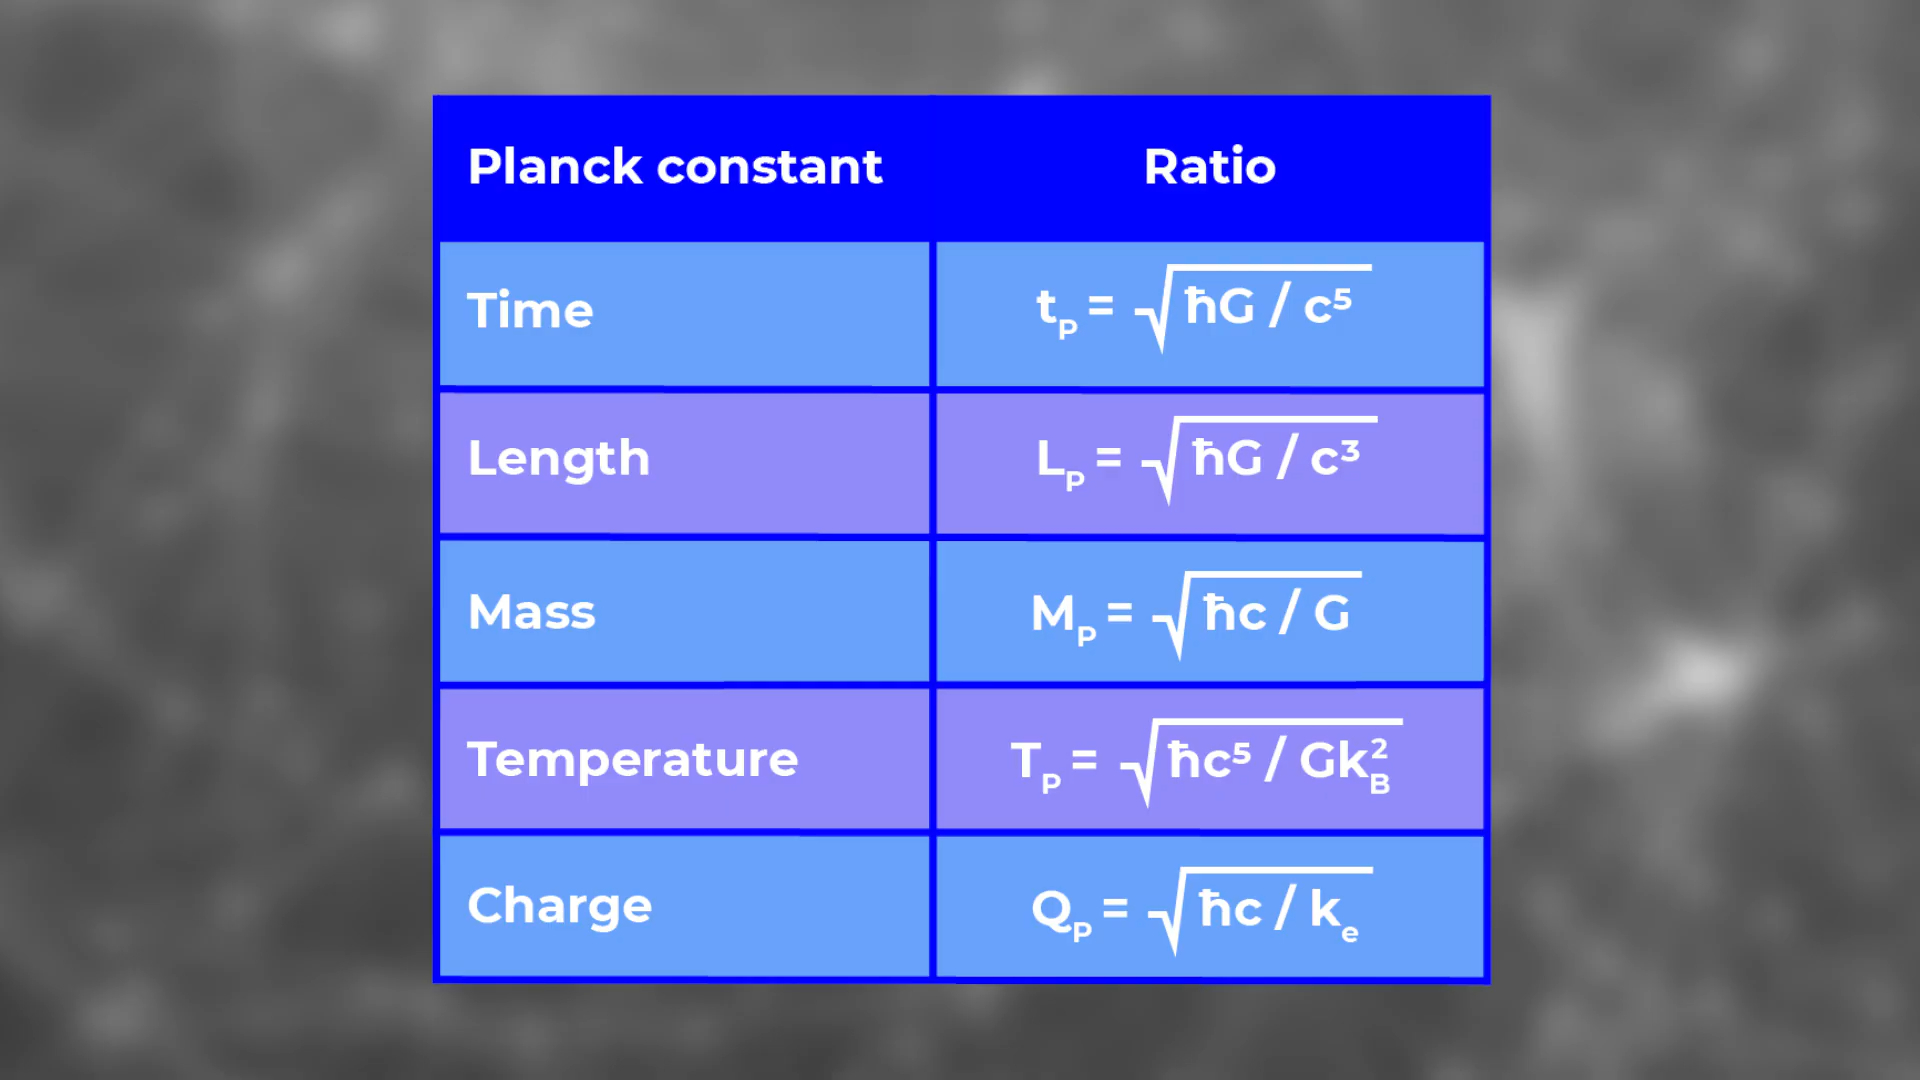 Planck constant Ratio
Time tₚ = √ħG / c⁵
Length Lₚ = √ħG / c³
Mass Mₚ = √ħc / G
Temperature Tₚ = √ħc⁵ / Gk_B²
Charge Qₚ = √ħc / kₑ